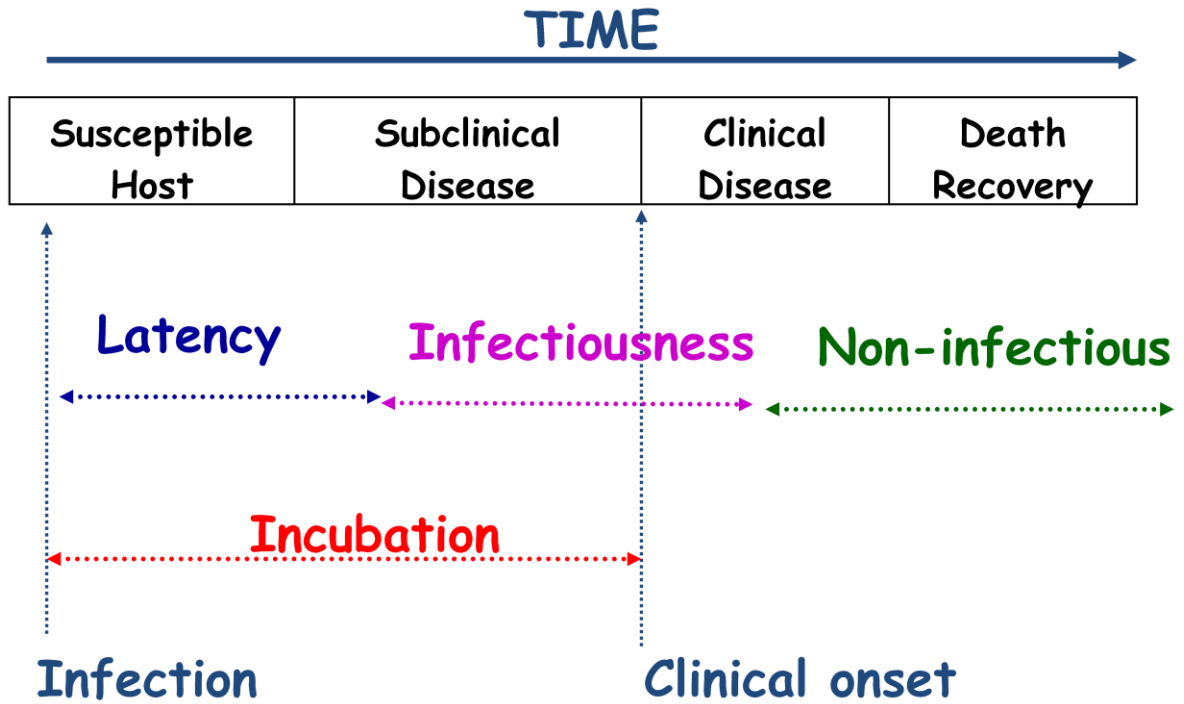 TIME
Susceptible
Host
Subclinical
Disease
Clinical
Disease
Death
Recovery
Latency
Infectiousness
Non-infectious
Incubation
Infection
Clinical onset